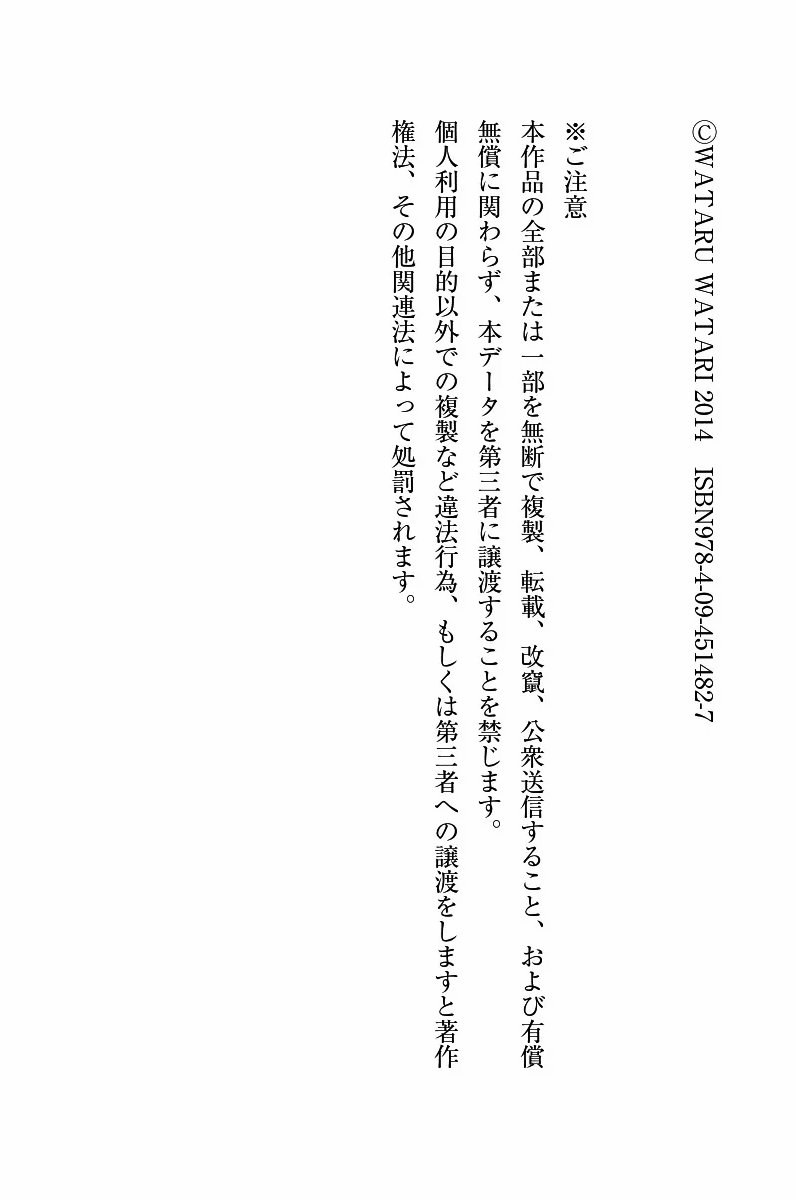 ©WATARU WATARI 2014　ISBN978-4-09-451482-7
※ご注意
本作品の全部または一部を無断で複製、転載、改竄、公衆送信すること、および有償
無償に関わらず、本データを第三者に譲渡することを禁じます。
個人利用の目的以外での複製など違法行為、もしくは第三者への譲渡をしますと著作
権法、その他関連法によって処罰されます。